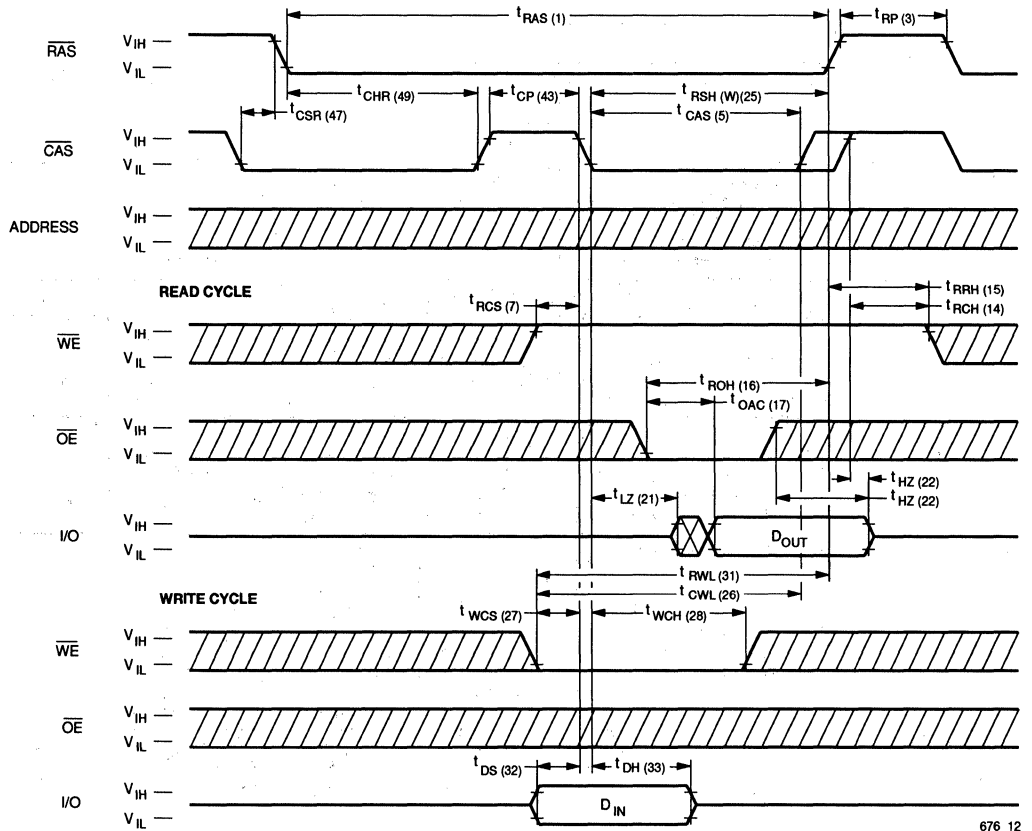 t RAS (1)
t RP (3)
RAS
V IH
V IL
t CHR (49)
t CP (43)
t RSH (W)(25)
t CSR (47)
t CAS (5)
CAS
V IH
V IL
ADDRESS
V IH
V IL
READ CYCLE
t RCS (7)
t RRH (15)
t RCH (14)
WE
V IH
V IL
t ROH (16)
t OAC (17)
OE
V IH
V IL
t HZ (22)
t HZ (22)
t LZ (21)
I/O
V IH
V IL
D OUT
t RWL (31)
WRITE CYCLE
t CWL (26)
t WCS (27)
t WCH (28)
WE
V IH
V IL
OE
V IH
V IL
t DS (32)
t DH (33)
I/O
V IH
V IL
D IN
676 12